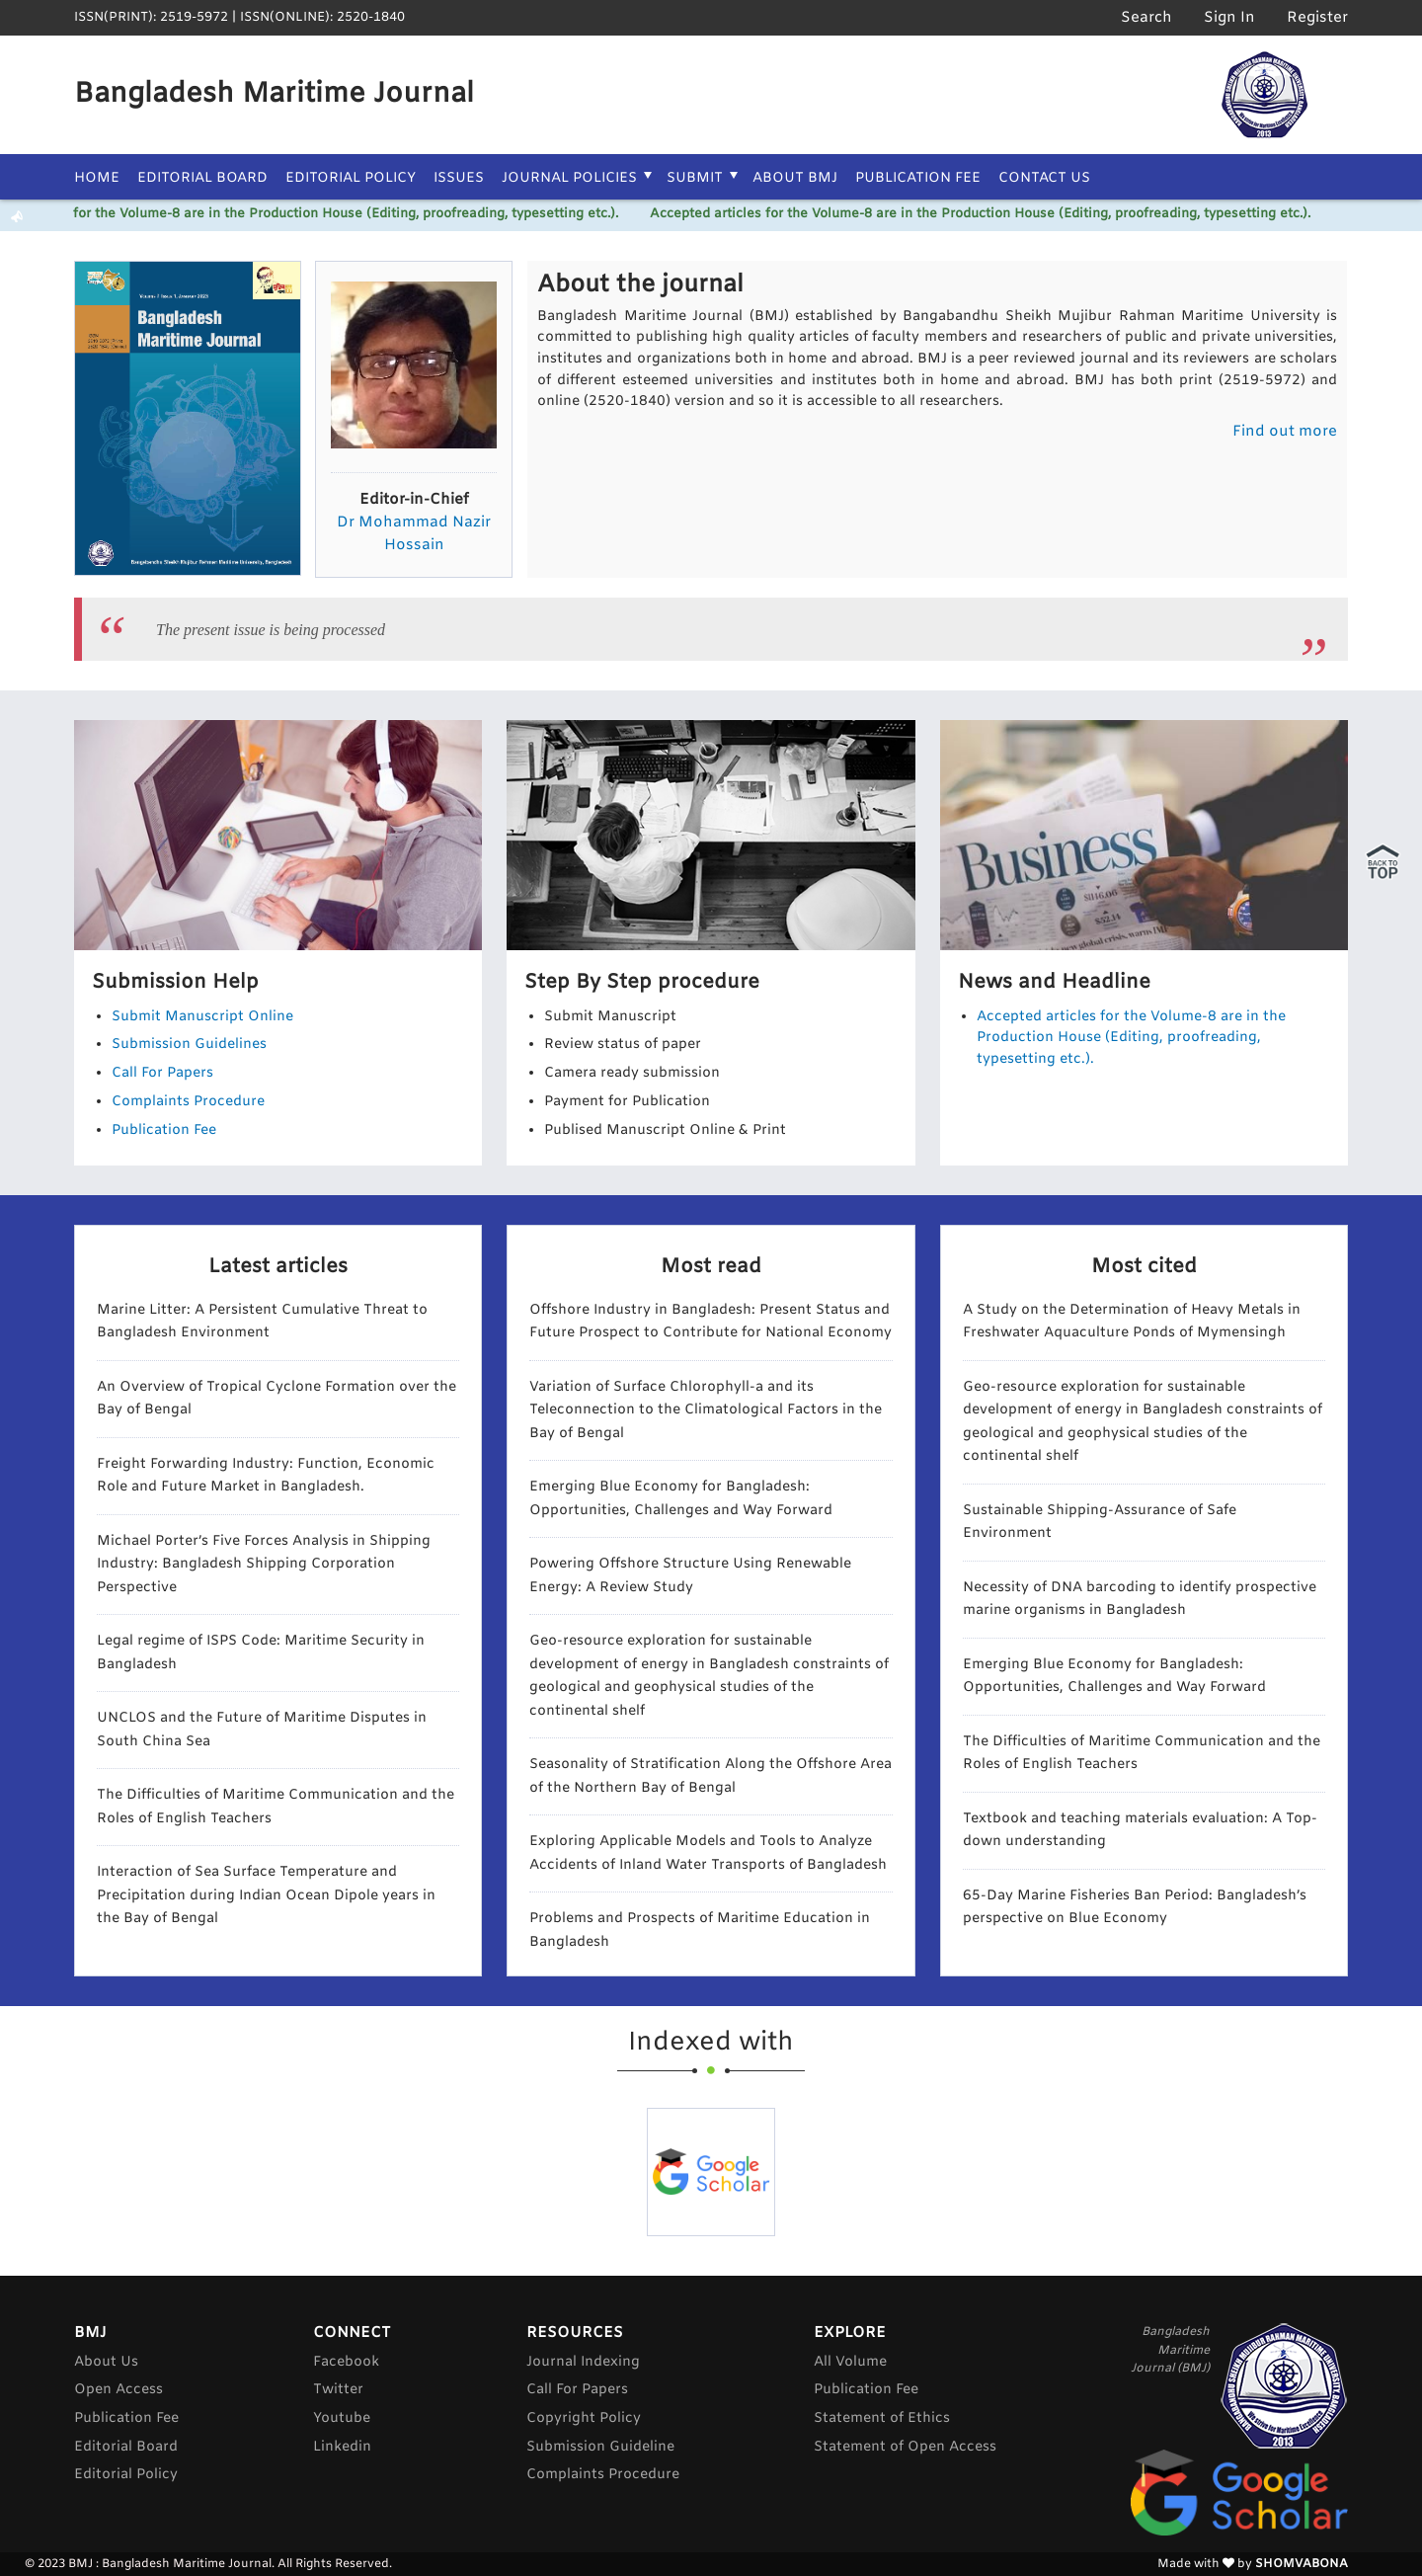 ISSN(PRINT): 2519-5972 | ISSN(ONLINE): 2520-1840
Search Sign In Register
Bangladesh Maritime Journal
2013
HOME EDITORIAL BOARD EDITORIAL POLICY ISSUES JOURNAL POLICIES ▼ SUBMIT ▼ ABOUT BMJ PUBLICATION FEE CONTACT US
for the Volume-8 are in the Production House (Editing, proofreading, typesetting etc.). Accepted articles for the Volume-8 are in the Production House (Editing, proofreading, typesetting etc.).
Bangladesh
Maritime Journal
Bangabandhu Sheikh Mujibur Rahman Maritime University, Bangladesh
Editor-in-Chief
Dr Mohammad Nazir
Hossain
About the journal
Bangladesh Maritime Journal (BMJ) established by Bangabandhu Sheikh Mujibur Rahman Maritime University is
committed to publishing high quality articles of faculty members and researchers of public and private universities,
institutes and organizations both in home and abroad. BMJ is a peer reviewed journal and its reviewers are scholars
of different esteemed universities and institutes both in home and abroad. BMJ has both print (2519-5972) and
online (2520-1840) version and so it is accessible to all researchers.
Find out more
“ The present issue is being processed ”
Business
BACK TO
TOP
Submission Help
• Submit Manuscript Online
• Submission Guidelines
• Call For Papers
• Complaints Procedure
• Publication Fee
Step By Step procedure
• Submit Manuscript
• Review status of paper
• Camera ready submission
• Payment for Publication
• Publised Manuscript Online & Print
News and Headline
• Accepted articles for the Volume-8 are in the
Production House (Editing, proofreading,
typesetting etc.).
Latest articles
Marine Litter: A Persistent Cumulative Threat to
Bangladesh Environment
An Overview of Tropical Cyclone Formation over the
Bay of Bengal
Freight Forwarding Industry: Function, Economic
Role and Future Market in Bangladesh.
Michael Porter’s Five Forces Analysis in Shipping
Industry: Bangladesh Shipping Corporation
Perspective
Legal regime of ISPS Code: Maritime Security in
Bangladesh
UNCLOS and the Future of Maritime Disputes in
South China Sea
The Difficulties of Maritime Communication and the
Roles of English Teachers
Interaction of Sea Surface Temperature and
Precipitation during Indian Ocean Dipole years in
the Bay of Bengal
Most read
Offshore Industry in Bangladesh: Present Status and
Future Prospect to Contribute for National Economy
Variation of Surface Chlorophyll-a and its
Teleconnection to the Climatological Factors in the
Bay of Bengal
Emerging Blue Economy for Bangladesh:
Opportunities, Challenges and Way Forward
Powering Offshore Structure Using Renewable
Energy: A Review Study
Geo-resource exploration for sustainable
development of energy in Bangladesh constraints of
geological and geophysical studies of the
continental shelf
Seasonality of Stratification Along the Offshore Area
of the Northern Bay of Bengal
Exploring Applicable Models and Tools to Analyze
Accidents of Inland Water Transports of Bangladesh
Problems and Prospects of Maritime Education in
Bangladesh
Most cited
A Study on the Determination of Heavy Metals in
Freshwater Aquaculture Ponds of Mymensingh
Geo-resource exploration for sustainable
development of energy in Bangladesh constraints of
geological and geophysical studies of the
continental shelf
Sustainable Shipping-Assurance of Safe
Environment
Necessity of DNA barcoding to identify prospective
marine organisms in Bangladesh
Emerging Blue Economy for Bangladesh:
Opportunities, Challenges and Way Forward
The Difficulties of Maritime Communication and the
Roles of English Teachers
Textbook and teaching materials evaluation: A Top-
down understanding
65-Day Marine Fisheries Ban Period: Bangladesh’s
perspective on Blue Economy
Indexed with
Google
Scholar
BMJ
About Us
Open Access
Publication Fee
Editorial Board
Editorial Policy
CONNECT
Facebook
Twitter
Youtube
Linkedin
RESOURCES
Journal Indexing
Call For Papers
Copyright Policy
Submission Guideline
Complaints Procedure
EXPLORE
All Volume
Publication Fee
Statement of Ethics
Statement of Open Access
Bangladesh
Maritime
Journal (BMJ)
BANGABANDHU SHEIKH MUJIBUR RAHMAN MARITIME UNIVERSITY, BANGLADESH
We strive for Maritime Excellence
2013
Google
Scholar
© 2023 BMJ : Bangladesh Maritime Journal. All Rights Reserved.
Made with ♥ by SHOMVABONA